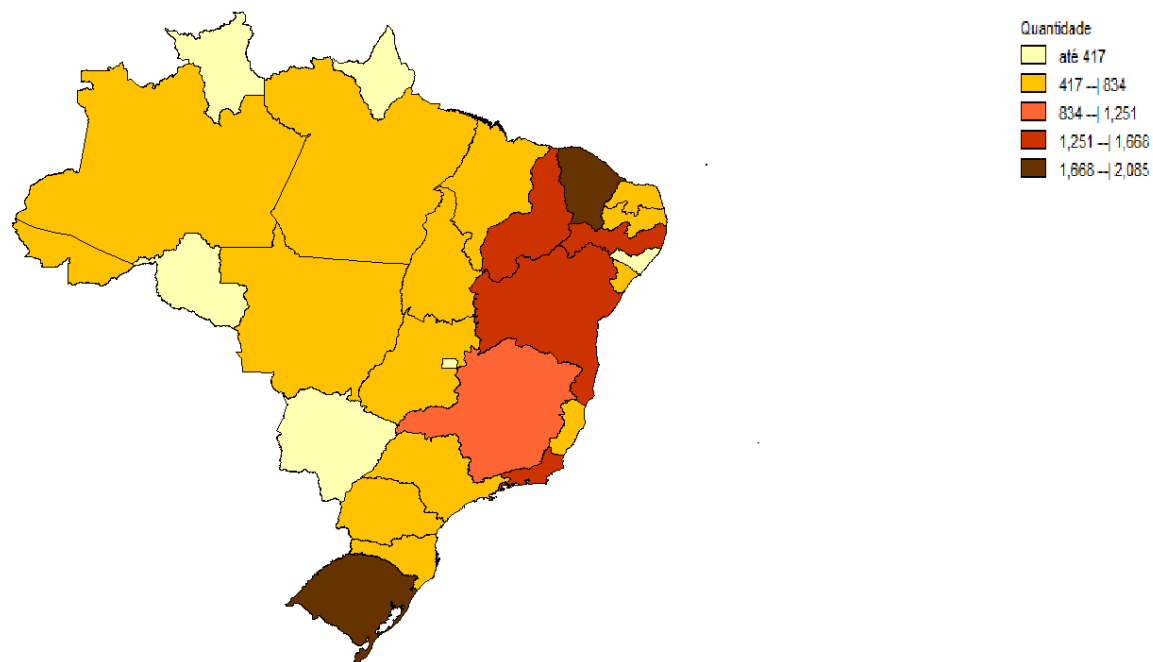 Quantidade
até 417
417 --| 834
834 --| 1,251
1,251 --| 1,668
1,668 --| 2,085